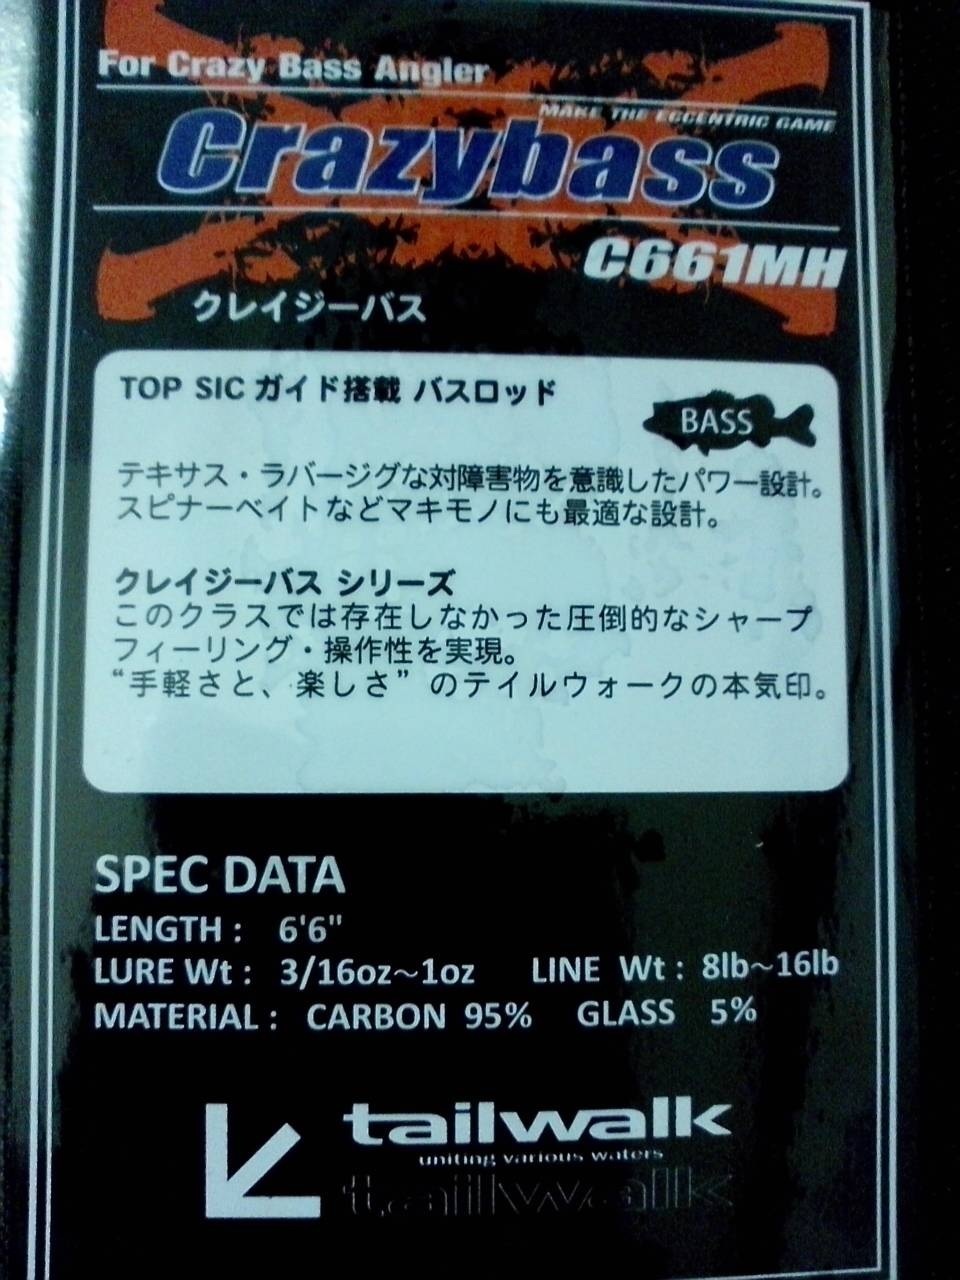 For Crazy Bass Angler
MAKE THE ECCENTRIC GAME
Crazybass
C661MH
クレイジーバス
TOP SIC ガイド搭載 バスロッド
BASS
テキサス・ラバージグな対障害物を意識したパワー設計。
スピナーベイトなどマキモノにも最適な設計。
クレイジーバス シリーズ
このクラスでは存在しなかった圧倒的なシャープ
フィーリング・操作性を実現。
“手軽さと、楽しさ” のテイルウォークの本気印。
SPEC DATA
LENGTH : 6'6"
LURE Wt : 3/16oz~1oz LINE Wt : 8lb~16lb
MATERIAL : CARBON 95% GLASS 5%
tailwalk
uniting various waters
tailwalk